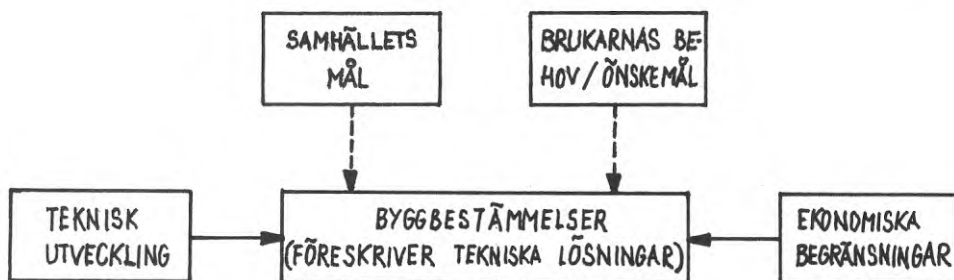 SAMHÄLLETS
MÅL
BRUKARNAS BE-
HOV/ÖNSKEMÅL
TEKNISK
UTVECKLING
BYGGBESTÄMMELSER
(FÖRESKRIVER TEKNISKA LÖSNINGAR)
EKONOMISKA
BEGRÄNSNINGAR